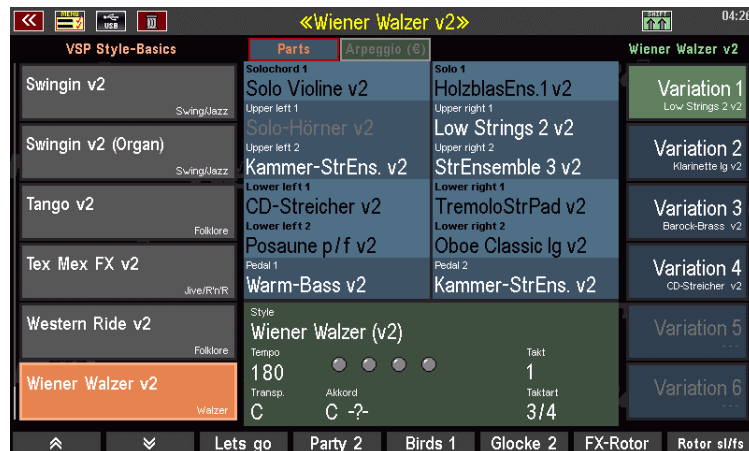 MENU
USB
«Wiener Walzer v2»
SHIFT
04:26
VSP Style-Basics
Parts
Arpeggio (€)
Wiener Walzer v2
Swingin v2
Swing/Jazz
Swingin v2 (Organ)
Swing/Jazz
Tango v2
Folklore
Tex Mex FX v2
Jive/R'n'R
Western Ride v2
Folklore
Wiener Walzer v2
Walzer
Solochord 1
Solo Violine v2
Solo 1
HolzblasEns.1 v2
Upper left 1
Solo-Hörner v2
Upper right 1
Low Strings 2 v2
Upper left 2
Kammer-StrEns. v2
Upper right 2
StrEnsemble 3 v2
Lower left 1
CD-Streicher v2
Lower right 1
TremoloStrPad v2
Lower left 2
Posaune p/f v2
Lower right 2
Oboe Classic lg v2
Pedal 1
Warm-Bass v2
Pedal 2
Kammer-StrEns. v2
Style
Wiener Walzer (v2)
Tempo
180
Takt
1
Transp.
C
Akkord
C -?-
Taktart
3/4
Variation 1
Low Strings 2 v2
Variation 2
Klarinette lg v2
Variation 3
Barock-Brass v2
Variation 4
CD-Streicher v2
Variation 5
---
Variation 6
---
Lets go
Party 2
Birds 1
Glocke 2
FX-Rotor
Rotor sl/fs